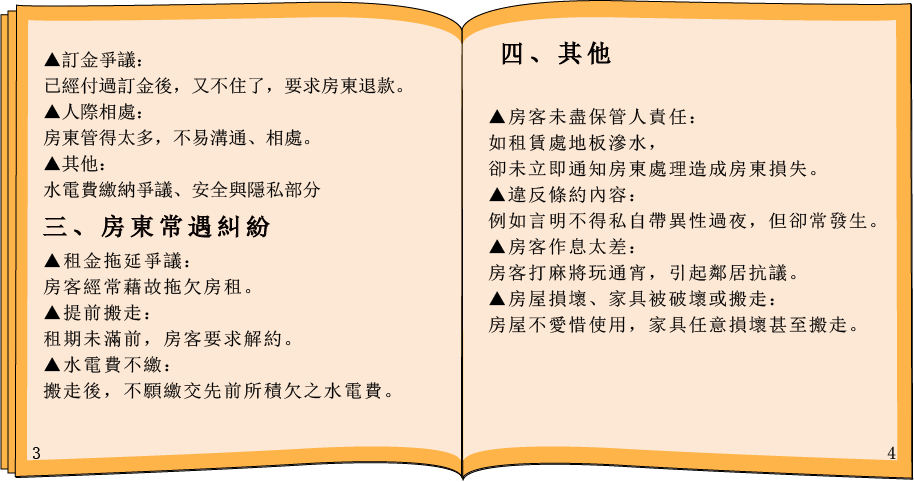 ▲訂金爭議:
已經付過訂金後，又不住了，要求房東退款。
▲人際相處:
房東管得太多，不易溝通、相處。
▲其他:
水電費繳納爭議、安全與隱私部分
三、房東常遇糾紛
▲租金拖延爭議:
房客經常藉故拖欠房租。
▲提前搬走:
租期未滿前，房客要求解約。
▲水電費不繳:
搬走後，不願繳交先前所積欠之水電費。
3
四、其他
▲房客未盡保管人責任:
如租賃處地板滲水，
卻未立即通知房東處理造成房東損失。
▲違反條約內容:
例如言明不得私自帶異性過夜，但卻常發生。
▲房客作息太差:
房客打麻將玩通宵，引起鄰居抗議。
▲房屋損壞、家具被破壞或搬走:
房屋不愛惜使用，家具任意損壞甚至搬走。
4